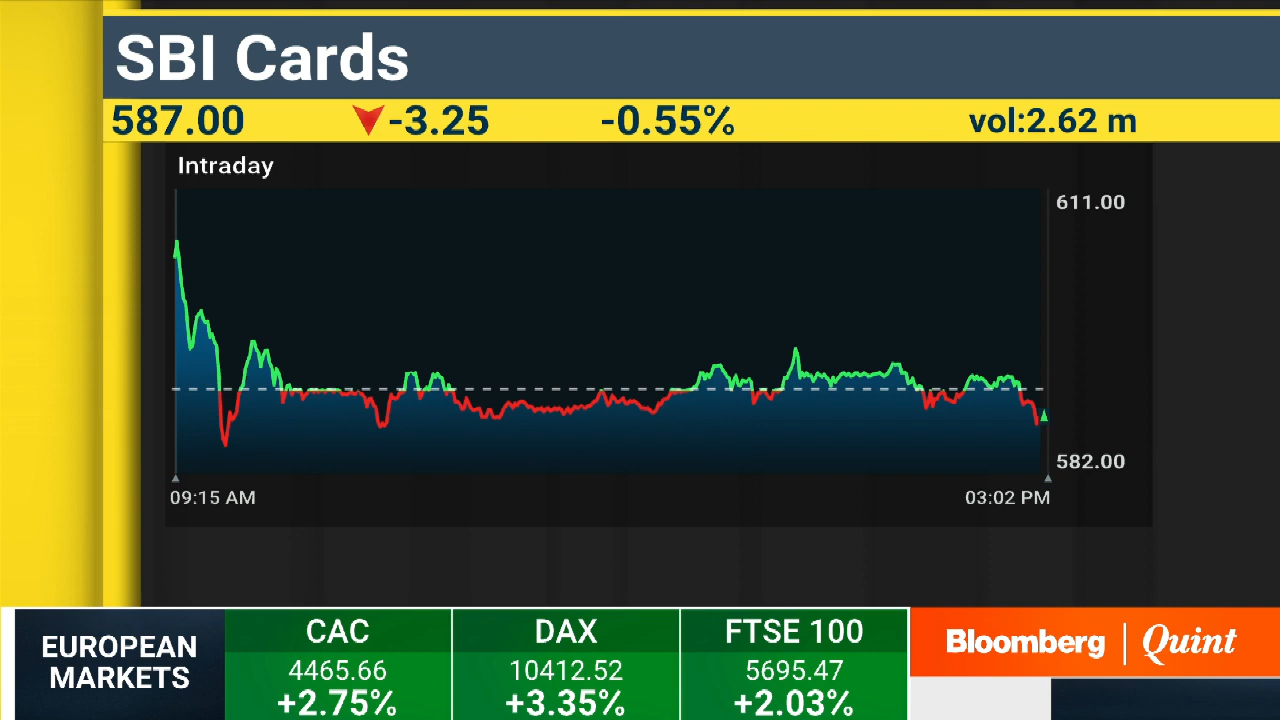 SBI Cards
587.00 -3.25 -0.55% vol:2.62 m
Intraday
611.00
582.00
09:15 AM 03:02 PM
EUROPEAN
MARKETS
CAC
4465.66
+2.75%
DAX
10412.52
+3.35%
FTSE 100
5695.47
+2.03%
Bloomberg | Quint